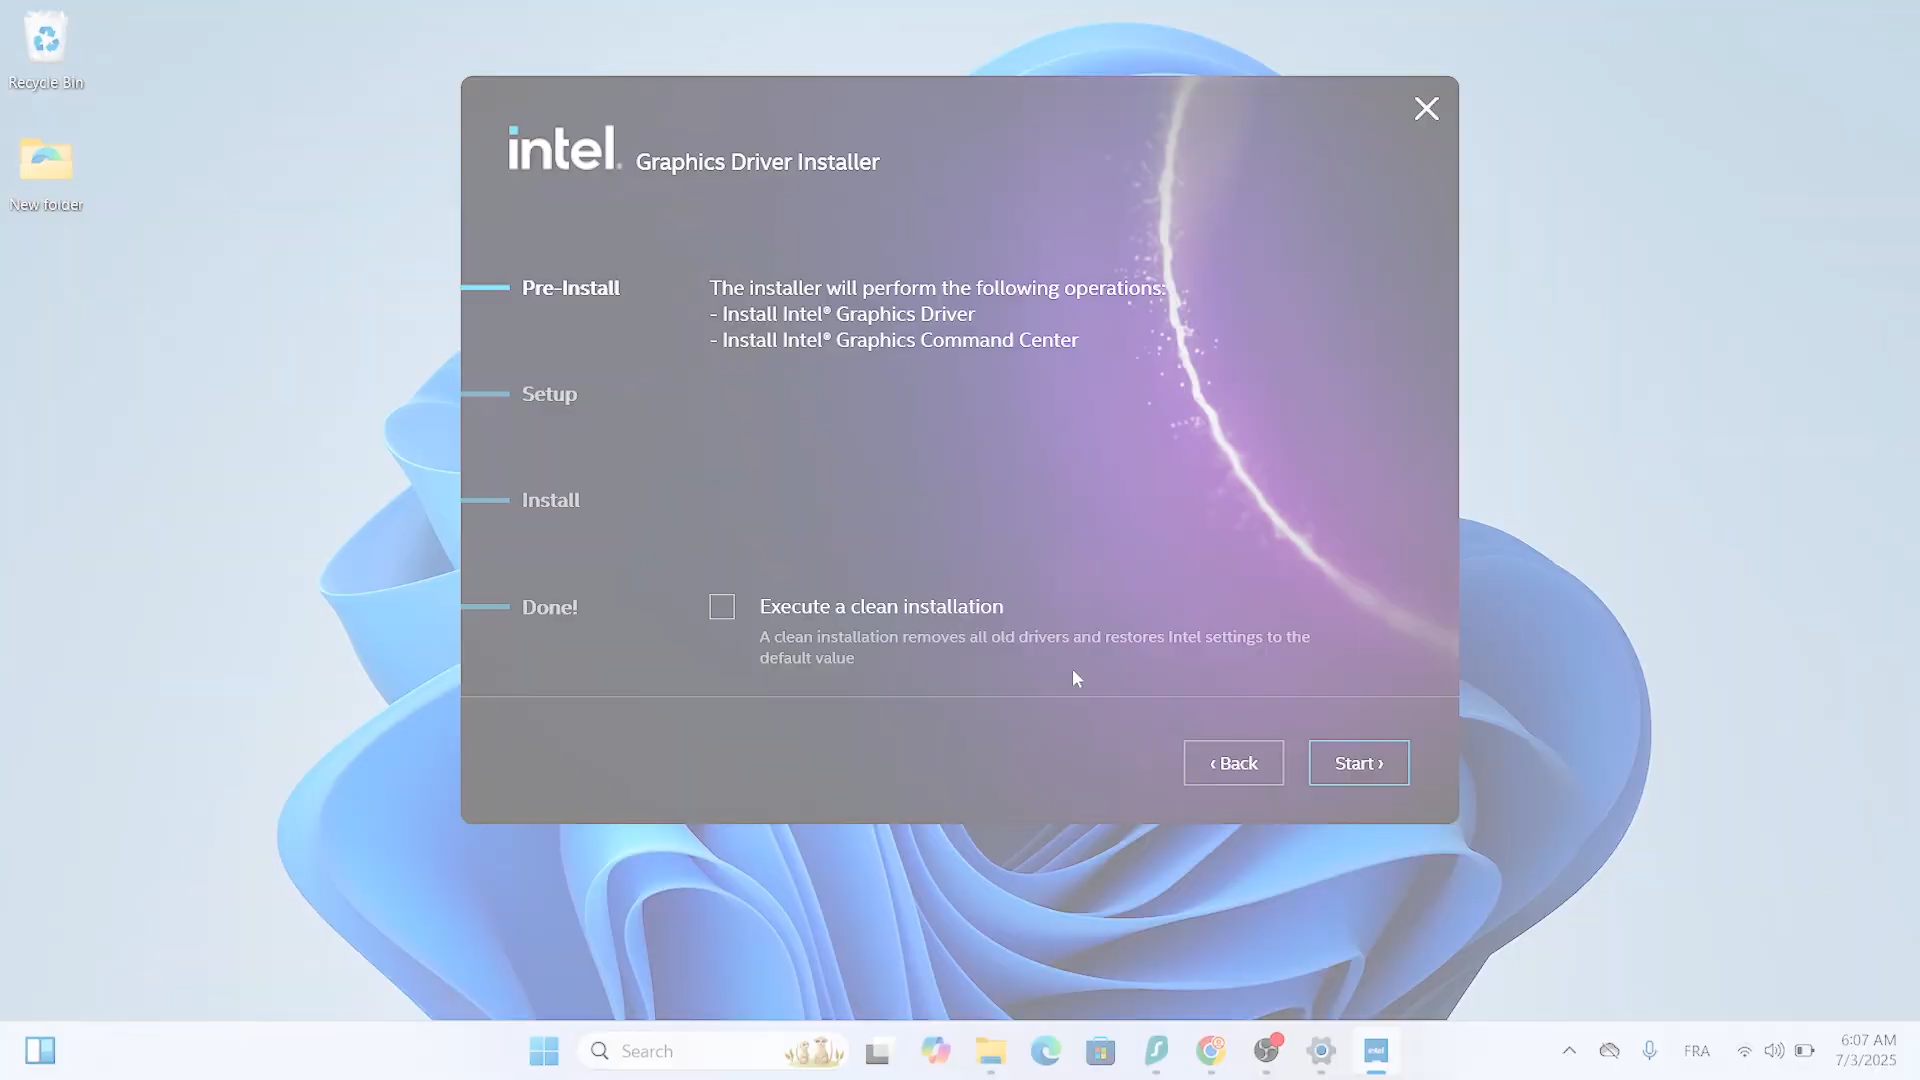 Recycle Bin
New folder
intel. Graphics Driver Installer
Pre-Install
The installer will perform the following operations:
- Install Intel® Graphics Driver
- Install Intel® Graphics Command Center
Setup
Install
Done!
Execute a clean installation
A clean installation removes all old drivers and restores Intel settings to the
default value
‹ Back
Start ›
Search
intel
FRA
6:07 AM
7/3/2025